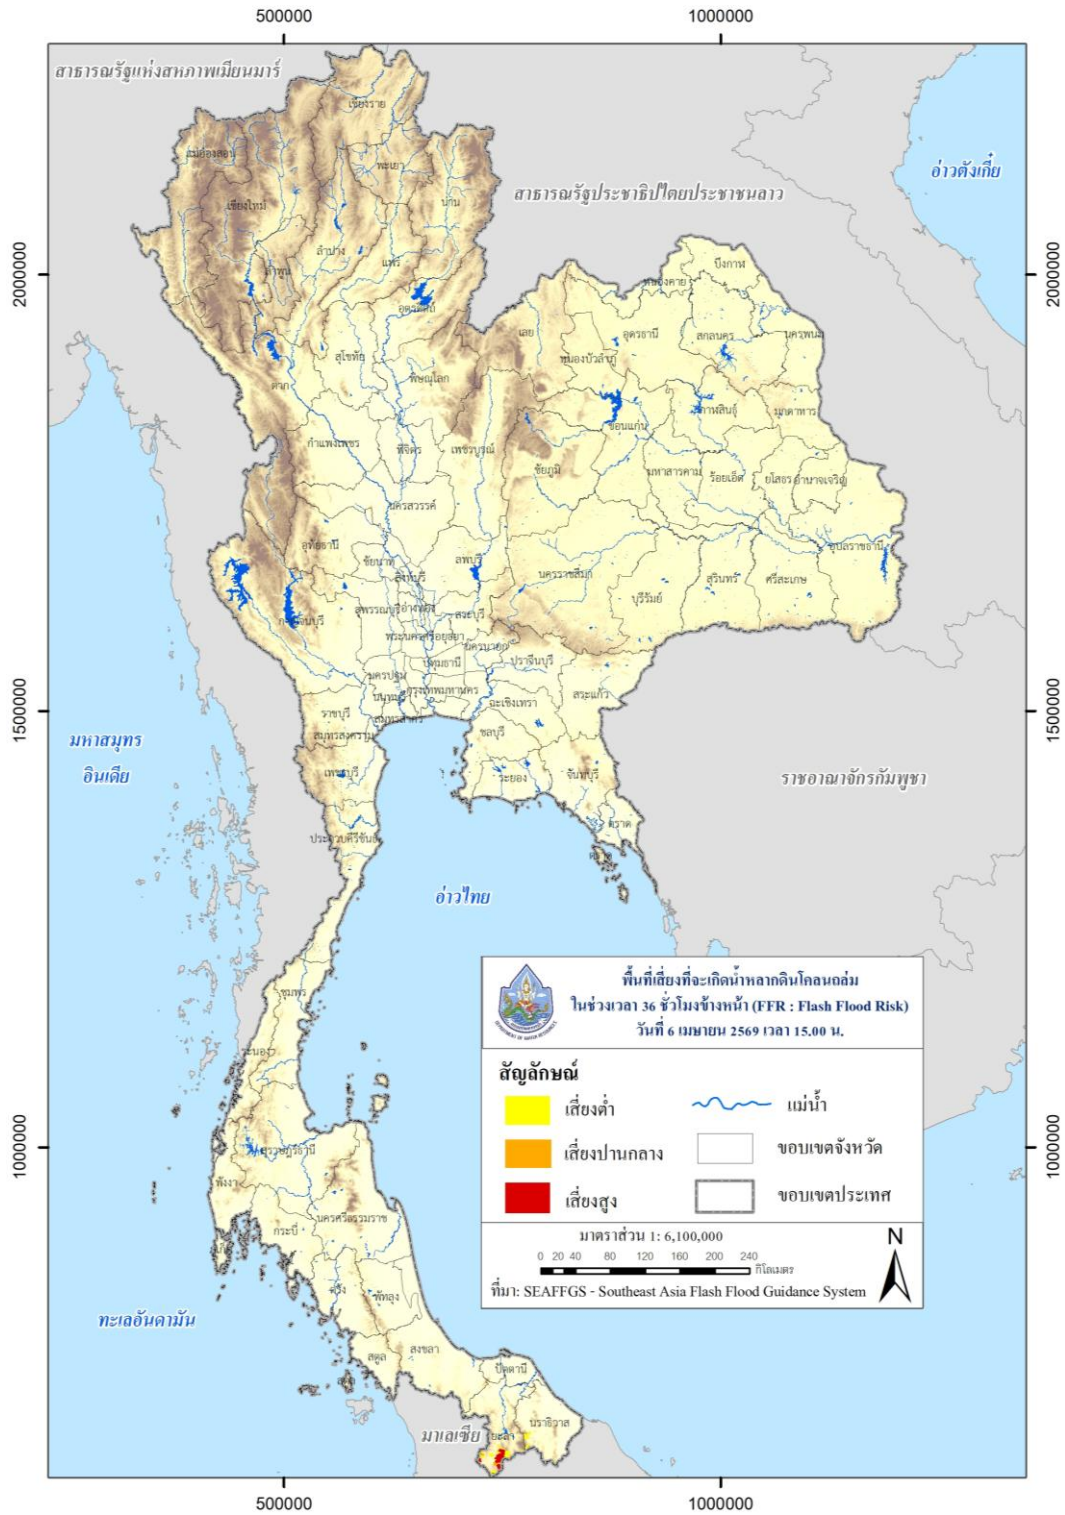 500000
1000000
สาธารณรัฐแห่งสหภาพเมียนมาร์
เชียงราย
แม่ฮ่องสอน
พะเยา
อ่าวตังเกี๋ย
สาธารณรัฐประชาธิปไตยประชาชนลาว
เชียงใหม่
น่าน
ลำปาง
แพร่
ลำพูน
2000000
2000000
บึงกาฬ
หนองคาย
อุตรดิตถ์
เลย
อุดรธานี
สกลนคร
นครพนม
สุโขทัย
หนองบัวลำภู
ตาก
พิษณุโลก
กาฬสินธุ์
มุกดาหาร
ขอนแก่น
กำแพงเพชร
พิจิตร
เพชรบูรณ์
ชัยภูมิ
มหาสารคาม
ร้อยเอ็ด
ยโสธร
อำนาจเจริญ
นครสวรรค์
อุทัยธานี
ชัยนาท
ลพบุรี
อุบลราชธานี
สิงห์บุรี
นครราชสีมา
สุรินทร์
ศรีสะเกษ
บุรีรัมย์
สุพรรณบุรี
อ่างทอง
สระบุรี
กาญจนบุรี
พระนครศรีอยุธยา
นครนายก
ปทุมธานี
ปราจีนบุรี
นครปฐม
นนทบุรี
กรุงเทพมหานคร
ฉะเชิงเทรา
สระแก้ว
1500000
1500000
ราชบุรี
สมุทรสาคร
สมุทรสงคราม
ชลบุรี
มหาสมุทร
อินเดีย
เพชรบุรี
ระยอง
จันทบุรี
ราชอาณาจักรกัมพูชา
ตราด
ตราด
ประจวบคีรีขันธ์
อ่าวไทย
ชุมพร
ระนอง
1000000
1000000
สุราษฎร์ธานี
พังงา
นครศรีธรรมราช
กระบี่
ภูเก็ต
ตรัง
พัทลุง
ทะเลอันดามัน
สตูล
สงขลา
สตูล
ปัตตานี
นราธิวาส
ยะลา
มาเลเซีย
พื้นที่เสี่ยงที่จะเกิดน้ำหลากดินโคลนถล่ม
ในช่วงเวลา 36 ชั่วโมงข้างหน้า (FFR : Flash Flood Risk)
วันที่ 6 เมษายน 2569 เวลา 15.00 น.
DEPARTMENT OF WATER RESOURCES
สัญลักษณ์
เสี่ยงต่ำ
แม่น้ำ
เสี่ยงปานกลาง
ขอบเขตจังหวัด
เสี่ยงสูง
ขอบเขตประเทศ
มาตราส่วน 1: 6,100,000
N
0 20 40 80 120 160 200 240
กิโลเมตร
ที่มา: SEAFFGS - Southeast Asia Flash Flood Guidance System
500000
1000000